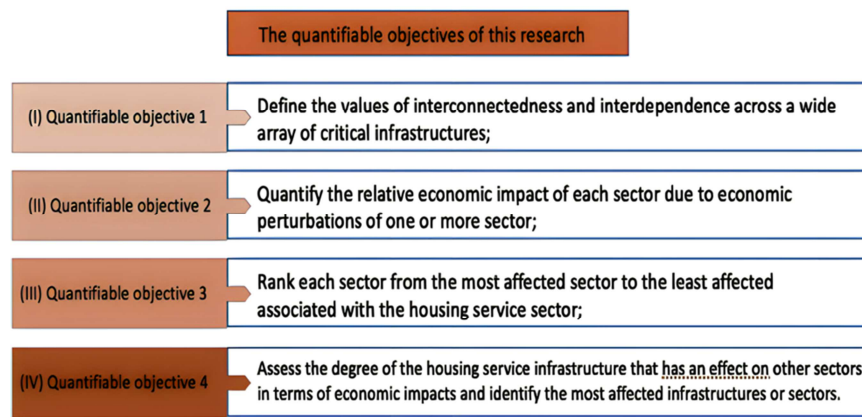 The quantifiable objectives of this research
(I) Quantifiable objective 1
Define the values of interconnectedness and interdependence across a wide
array of critical infrastructures;
(II) Quantifiable objective 2
Quantify the relative economic impact of each sector due to economic
perturbations of one or more sector;
(III) Quantifiable objective 3
Rank each sector from the most affected sector to the least affected
associated with the housing service sector;
(IV) Quantifiable objective 4
Assess the degree of the housing service infrastructure that has an effect on other sectors
in terms of economic impacts and identify the most affected infrastructures or sectors.